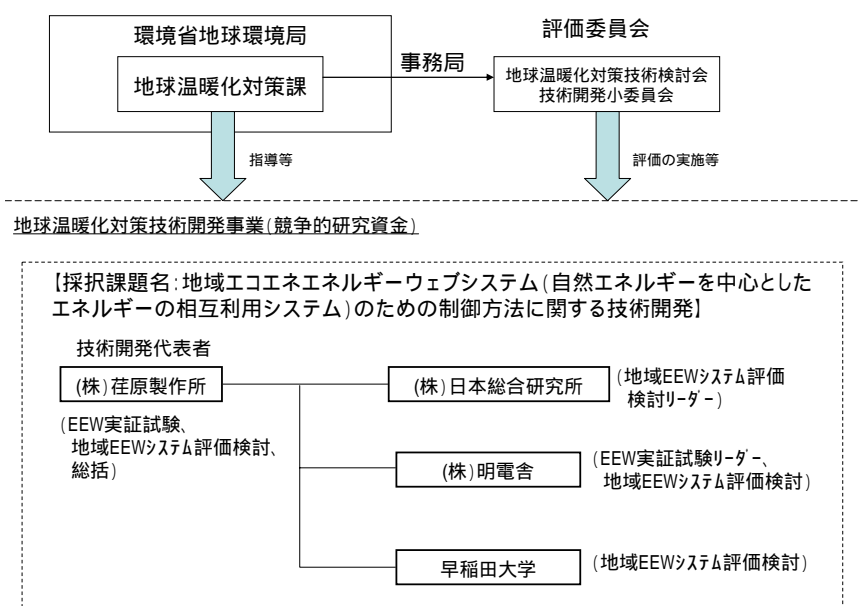 環境省地球環境局
評価委員会
地球温暖化対策課
事務局
地球温暖化対策技術検討会
技術開発小委員会
指導等
評価の実施等
地球温暖化対策技術開発事業(競争的研究資金)
【採択課題名:地域エコエネエネルギーウェブシステム(自然エネルギーを中心とした
エネルギーの相互利用システム)のための制御方法に関する技術開発】
技術開発代表者
(株)荏原製作所
(EEW実証試験、
地域EEWシステム評価検討、
総括)
(株)日本総合研究所
(地域EEWシステム評価
検討リーダー)
(株)明電舎
(EEW実証試験リーダー、
地域EEWシステム評価検討)
早稲田大学
(地域EEWシステム評価検討)